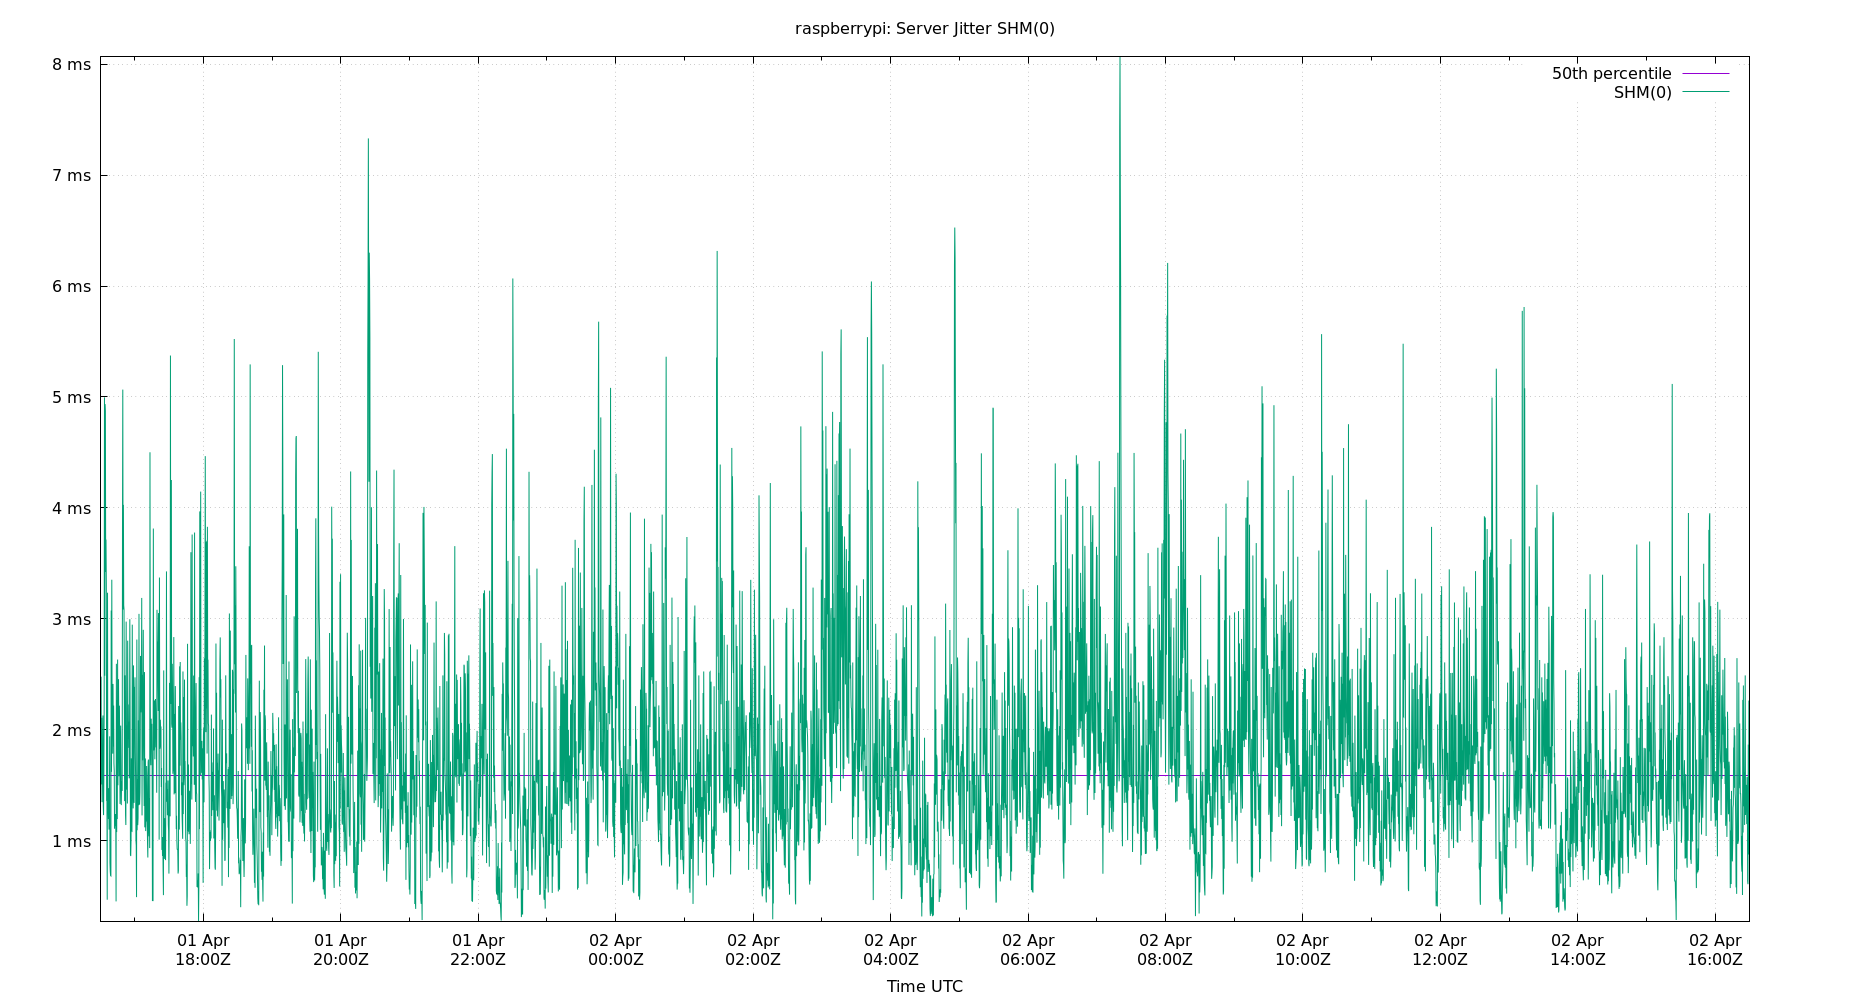 raspberrypi: Server Jitter SHM(0)
50th percentile
SHM(0)
8 ms
7 ms
6 ms
5 ms
4 ms
3 ms
2 ms
1 ms
01 Apr 01 Apr 01 Apr 02 Apr 02 Apr 02 Apr 02 Apr 02 Apr 02 Apr 02 Apr 02 Apr 02 Apr
18:00Z 20:00Z 22:00Z 00:00Z 02:00Z 04:00Z 06:00Z 08:00Z 10:00Z 12:00Z 14:00Z 16:00Z
Time UTC